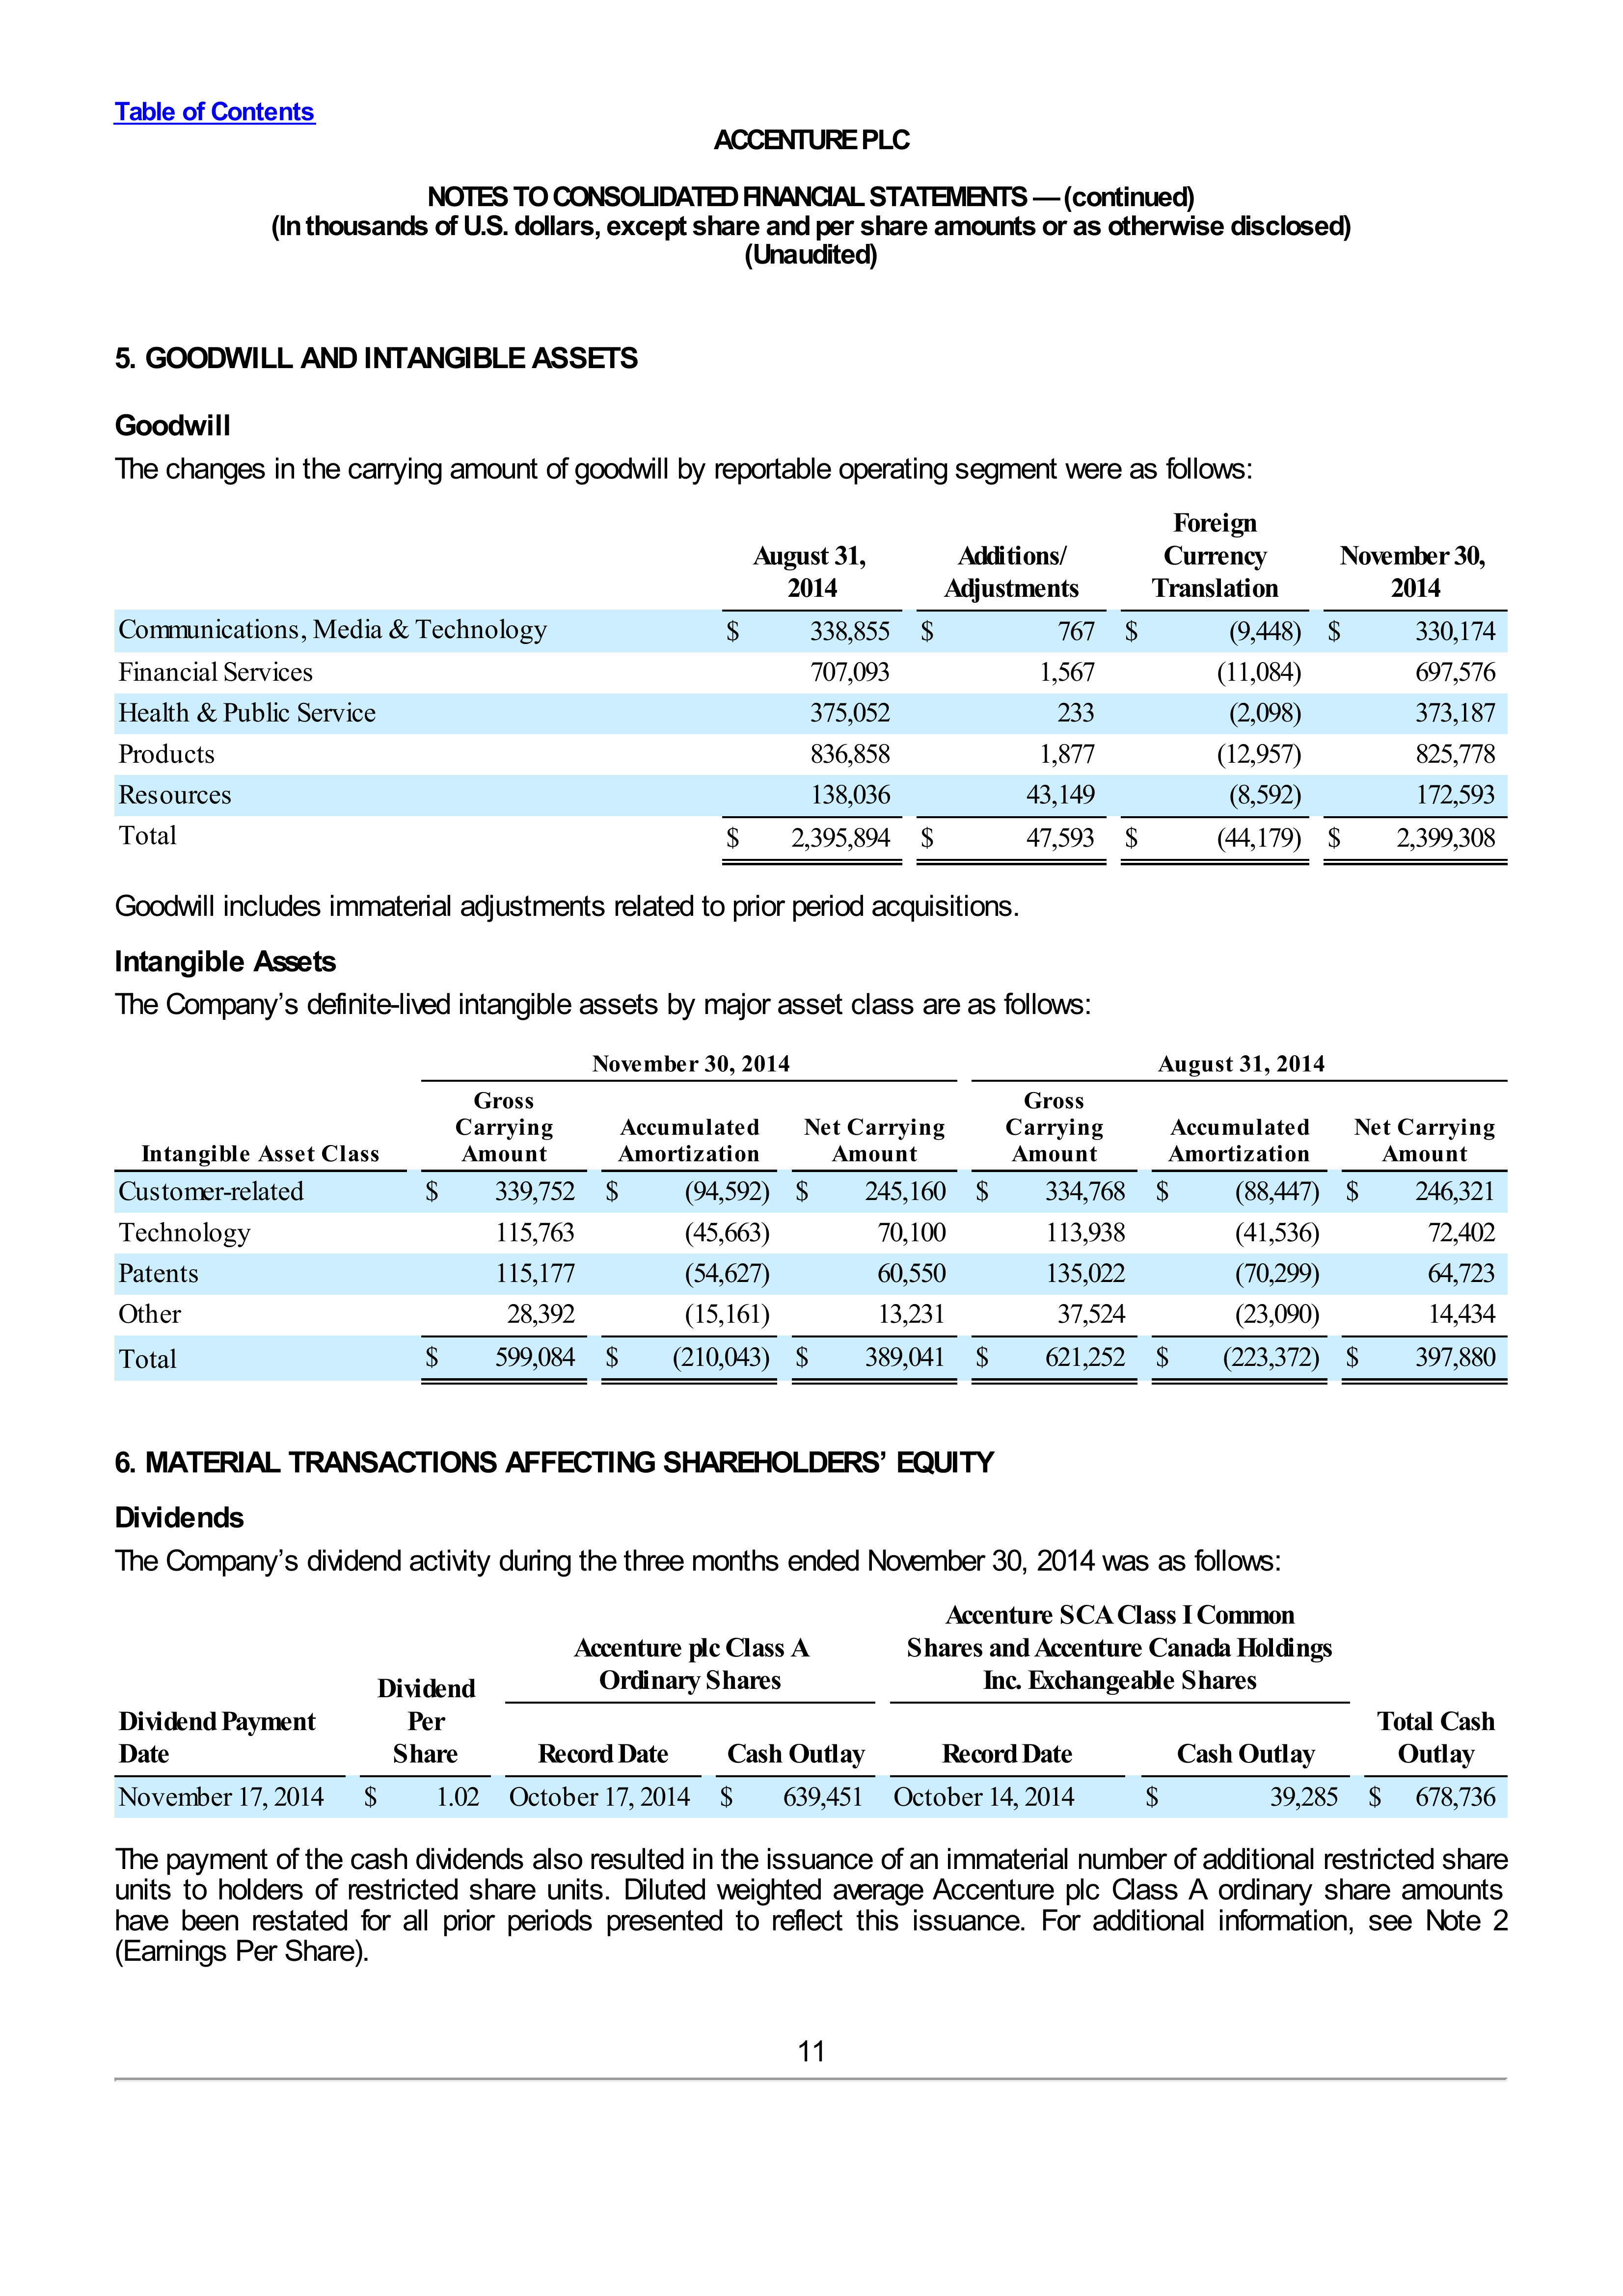 Table of Contents
ACCENTURE PLC
NOTES TO CONSOLIDATED FINANCIAL STATEMENTS — (continued)
(In thousands of U.S. dollars, except share and per share amounts or as otherwise disclosed)
(Unaudited)
5. GOODWILL AND INTANGIBLE ASSETS
Goodwill
The changes in the carrying amount of goodwill by reportable operating segment were as follows:
August 31, 2014 Additions/ Adjustments Foreign Currency Translation November 30, 2014
Communications, Media & Technology $ 338,855 $ 767 $ (9,448) $ 330,174
Financial Services 707,093 1,567 (11,084) 697,576
Health & Public Service 375,052 233 (2,098) 373,187
Products 836,858 1,877 (12,957) 825,778
Resources 138,036 43,149 (8,592) 172,593
Total $ 2,395,894 $ 47,593 $ (44,179) $ 2,399,308
Goodwill includes immaterial adjustments related to prior period acquisitions.
Intangible Assets
The Company’s definite-lived intangible assets by major asset class are as follows:
November 30, 2014 August 31, 2014
Intangible Asset Class Gross Carrying Amount Accumulated Amortization Net Carrying Amount Gross Carrying Amount Accumulated Amortization Net Carrying Amount
Customer-related $ 339,752 $ (94,592) $ 245,160 $ 334,768 $ (88,447) $ 246,321
Technology 115,763 (45,663) 70,100 113,938 (41,536) 72,402
Patents 115,177 (54,627) 60,550 135,022 (70,299) 64,723
Other 28,392 (15,161) 13,231 37,524 (23,090) 14,434
Total $ 599,084 $ (210,043) $ 389,041 $ 621,252 $ (223,372) $ 397,880
6. MATERIAL TRANSACTIONS AFFECTING SHAREHOLDERS’ EQUITY
Dividends
The Company’s dividend activity during the three months ended November 30, 2014 was as follows:
Accenture plc Class A Ordinary Shares Accenture SCA Class I Common Shares and Accenture Canada Holdings Inc. Exchangeable Shares
Dividend Payment Date Dividend Per Share Record Date Cash Outlay Record Date Cash Outlay Total Cash Outlay
November 17, 2014 $ 1.02 October 17, 2014 $ 639,451 October 14, 2014 $ 39,285 $ 678,736
The payment of the cash dividends also resulted in the issuance of an immaterial number of additional restricted share
units to holders of restricted share units. Diluted weighted average Accenture plc Class A ordinary share amounts
have been restated for all prior periods presented to reflect this issuance. For additional information, see Note 2
(Earnings Per Share).
11